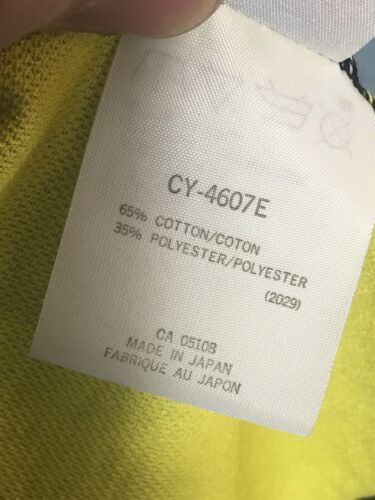 CY-4607E
65% COTTON/COTON
35% POLYESTER/POLYESTER
(2029)
CA 05108
MADE IN JAPAN
FABRIQUE AU JAPON